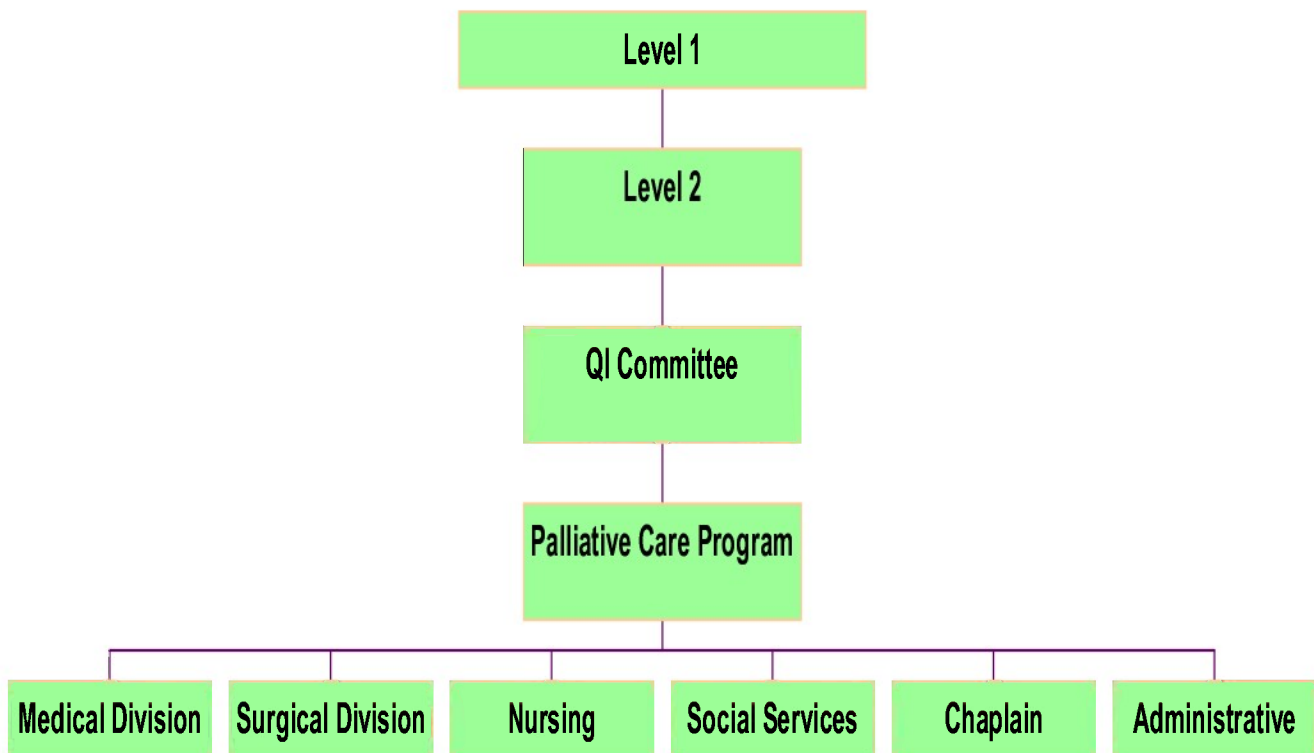 Level 1
Level 2
QI Committee
Palliative Care Program
Medical Division
Surgical Division
Nursing
Social Services
Chaplain
Administrative